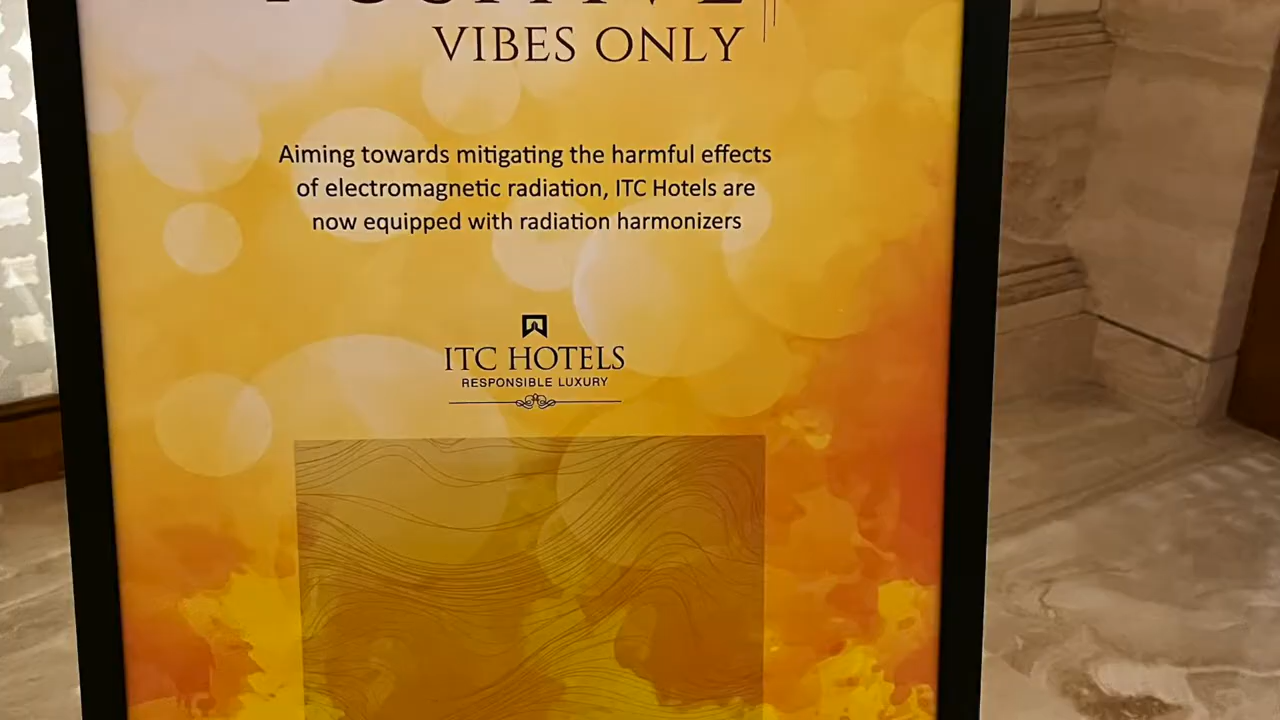 POSITIVE
VIBES ONLY
Aiming towards mitigating the harmful effects
of electromagnetic radiation, ITC Hotels are
now equipped with radiation harmonizers
ITC HOTELS
RESPONSIBLE LUXURY